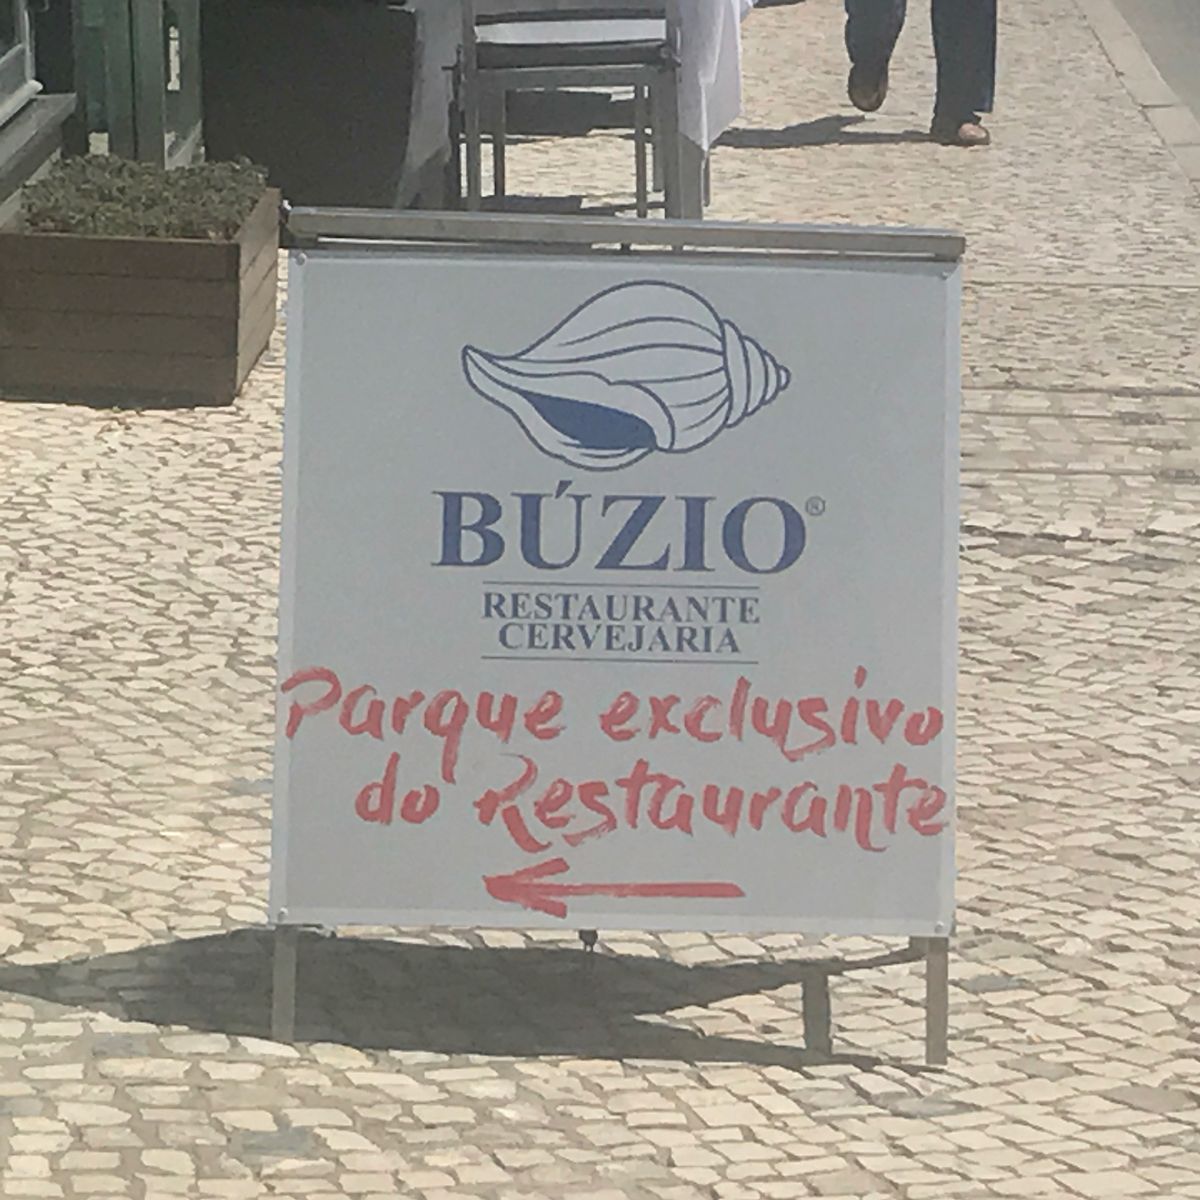 BÚZIO®
RESTAURANTE
CERVEJARIA
Parque exclusivo
do Restaurante